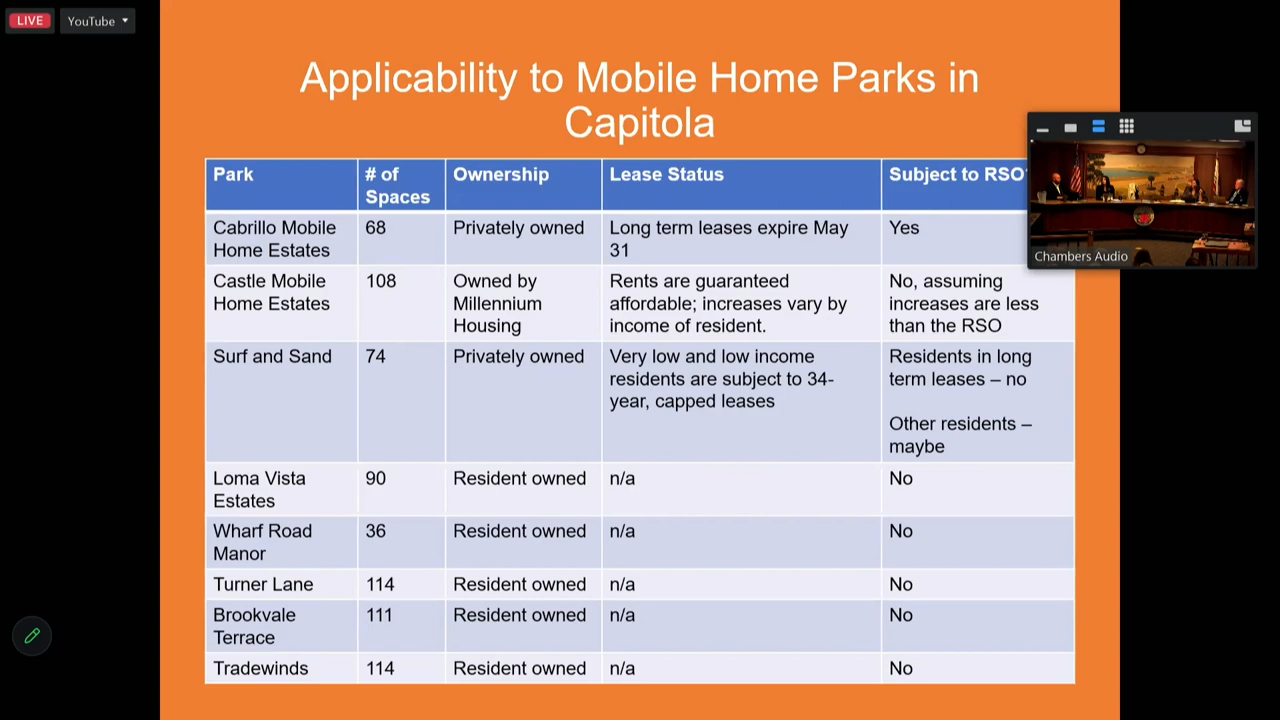 LIVE
YouTube
Applicability to Mobile Home Parks in
Capitola
Park
# of
Spaces
Ownership
Lease Status
Subject to RSO
Cabrillo Mobile
Home Estates
68
Privately owned
Long term leases expire May
31
Yes
Castle Mobile
Home Estates
108
Owned by
Millennium
Housing
Rents are guaranteed
affordable; increases vary by
income of resident.
No, assuming
increases are less
than the RSO
Surf and Sand
74
Privately owned
Very low and low income
residents are subject to 34-
year, capped leases
Residents in long
term leases – no
Other residents –
maybe
Loma Vista
Estates
90
Resident owned
n/a
No
Wharf Road
Manor
36
Resident owned
n/a
No
Turner Lane
114
Resident owned
n/a
No
Brookvale
Terrace
111
Resident owned
n/a
No
Tradewinds
114
Resident owned
n/a
No
Chambers Audio